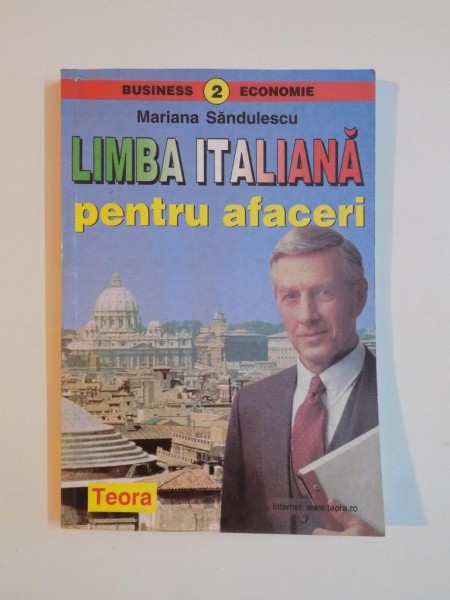 BUSINESS 2 ECONOMIE
Mariana Săndulescu
LIMBA ITALIANĂ
pentru afaceri
Teora
Internet: www.teora.ro